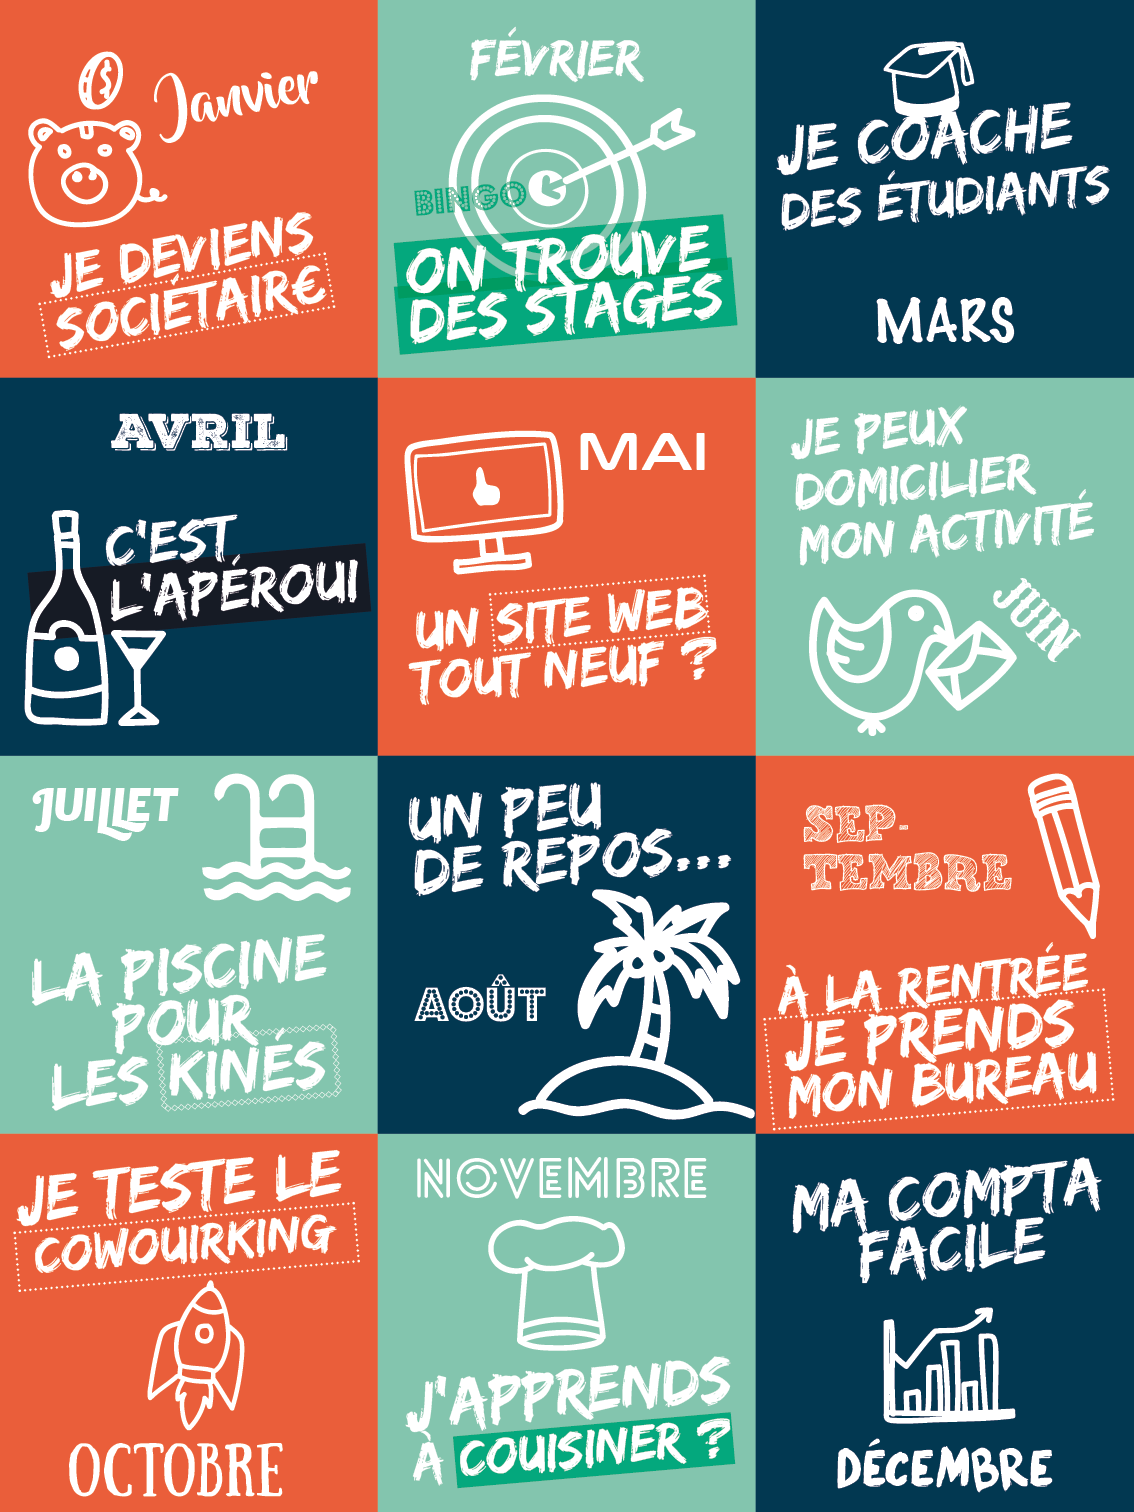 Janvier
JE DEVIENS
SOCIÉTAIR€
FÉVRIER
BINGO
ON TROUVE
DES STAGES
JE COACHE
DES ÉTUDIANTS
MARS
AVRIL
C'EST
L'APÉROUI
MAI
UN SITE WEB
TOUT NEUF ?
JE PEUX
DOMICILIER
MON ACTIVITÉ
JUIN
JUILLET
LA PISCINE
POUR
LES KINÉS
UN PEU
DE REPOS...
AOÛT
SEP-
TEMBRE
À LA RENTRÉE
JE PRENDS
MON BUREAU
JE TESTE LE
COWOUIRKING
OCTOBRE
NOVEMBRE
J'APPRENDS
À COUISINER ?
MA COMPTA
FACILE
DÉCEMBRE